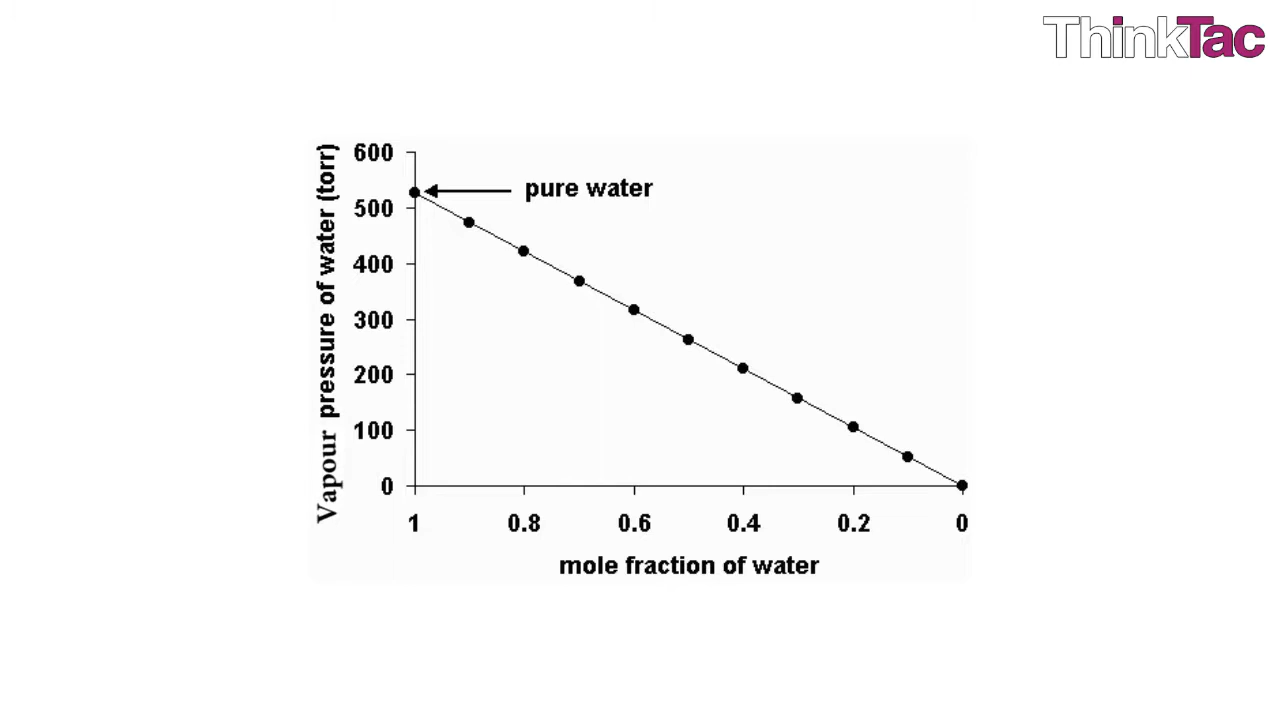 ThinkTac
Vapour pressure of water (torr)
600
pure water
500
400
300
200
100
0
1 0.8 0.6 0.4 0.2 0
mole fraction of water